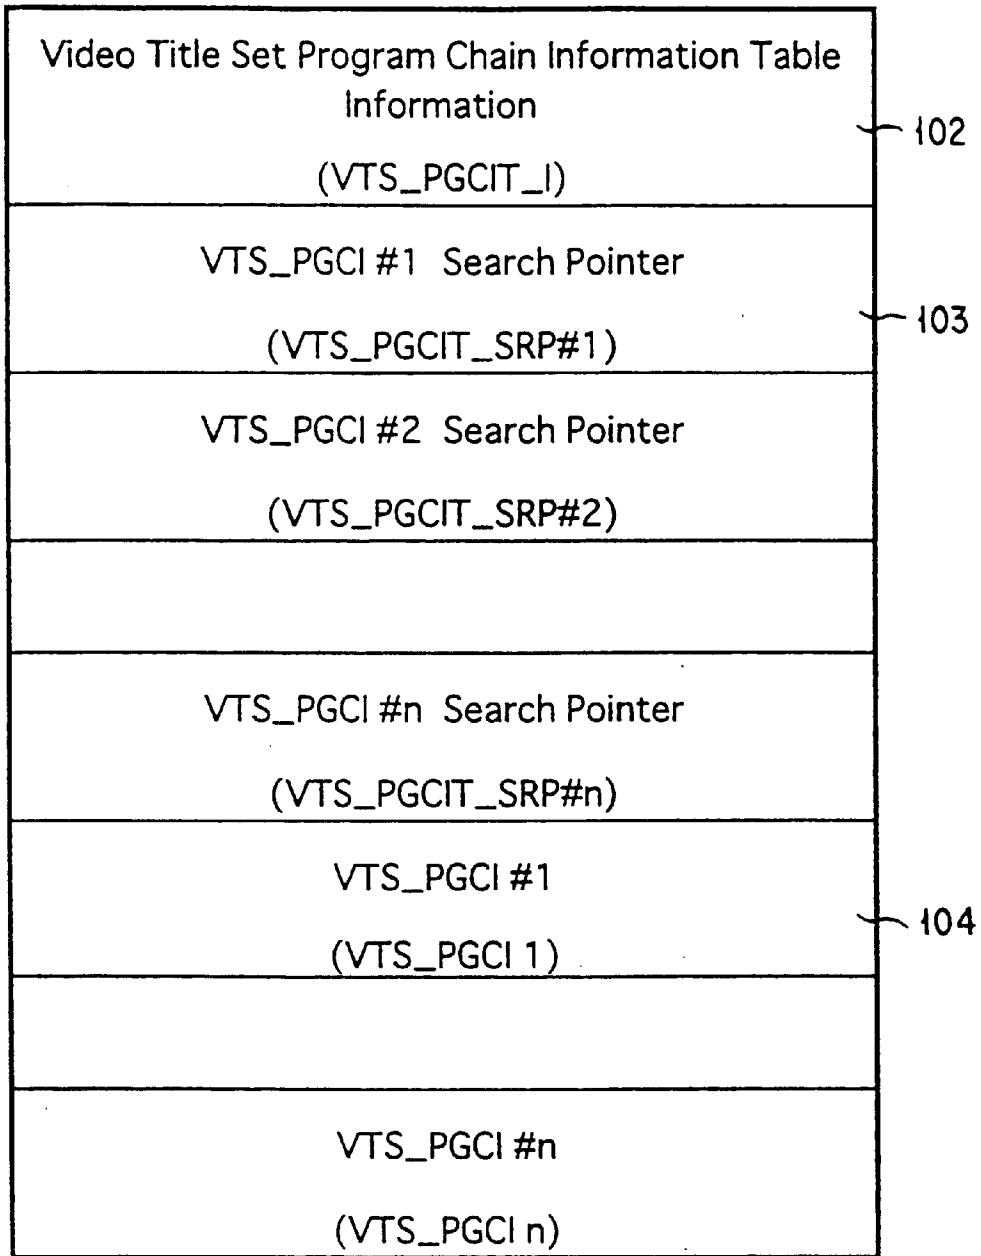 Video Title Set Program Chain Information Table
Information
(VTS_PGCIT_I)
102
VTS_PGCI #1 Search Pointer
(VTS_PGCIT_SRP#1)
103
VTS_PGCI #2 Search Pointer
(VTS_PGCIT_SRP#2)
VTS_PGCI #n Search Pointer
(VTS_PGCIT_SRP#n)
VTS_PGCI #1
(VTS_PGCI 1)
104
VTS_PGCI #n
(VTS_PGCI n)